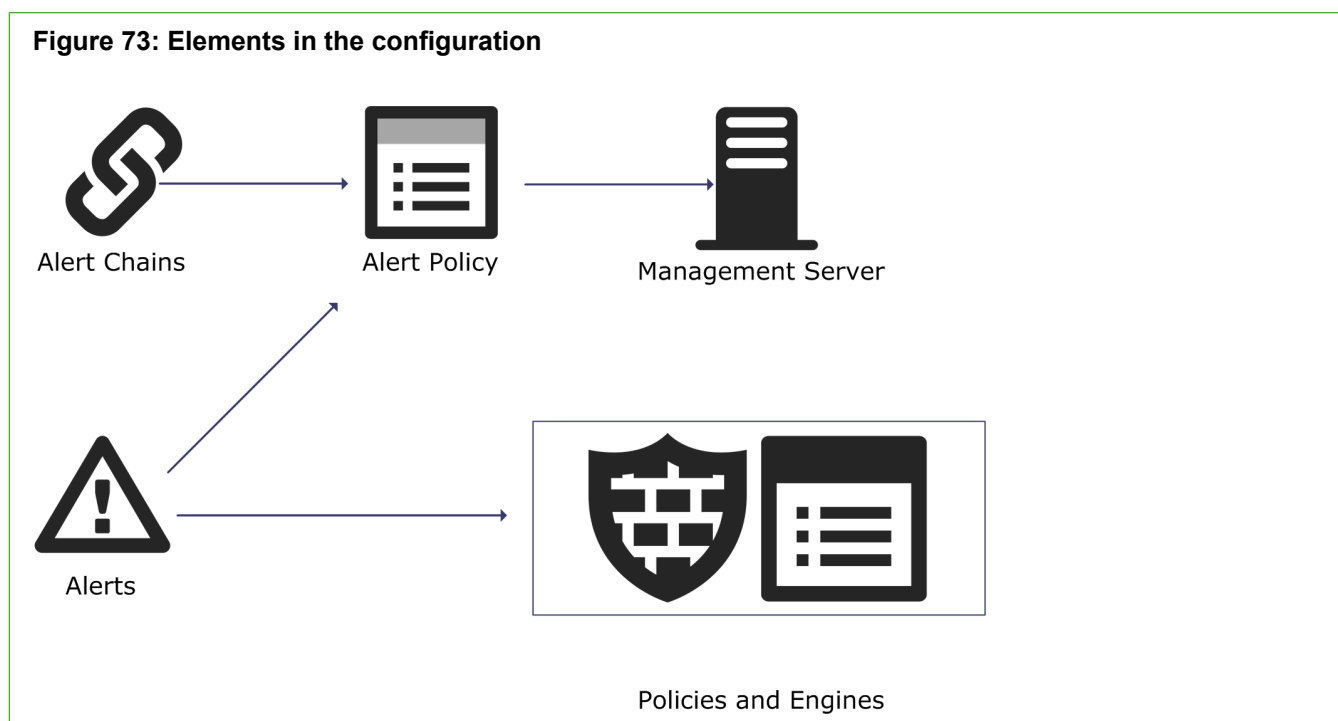 Figure 73: Elements in the configuration
Alert Chains
Alert Policy
Management Server
Alerts
Policies and Engines